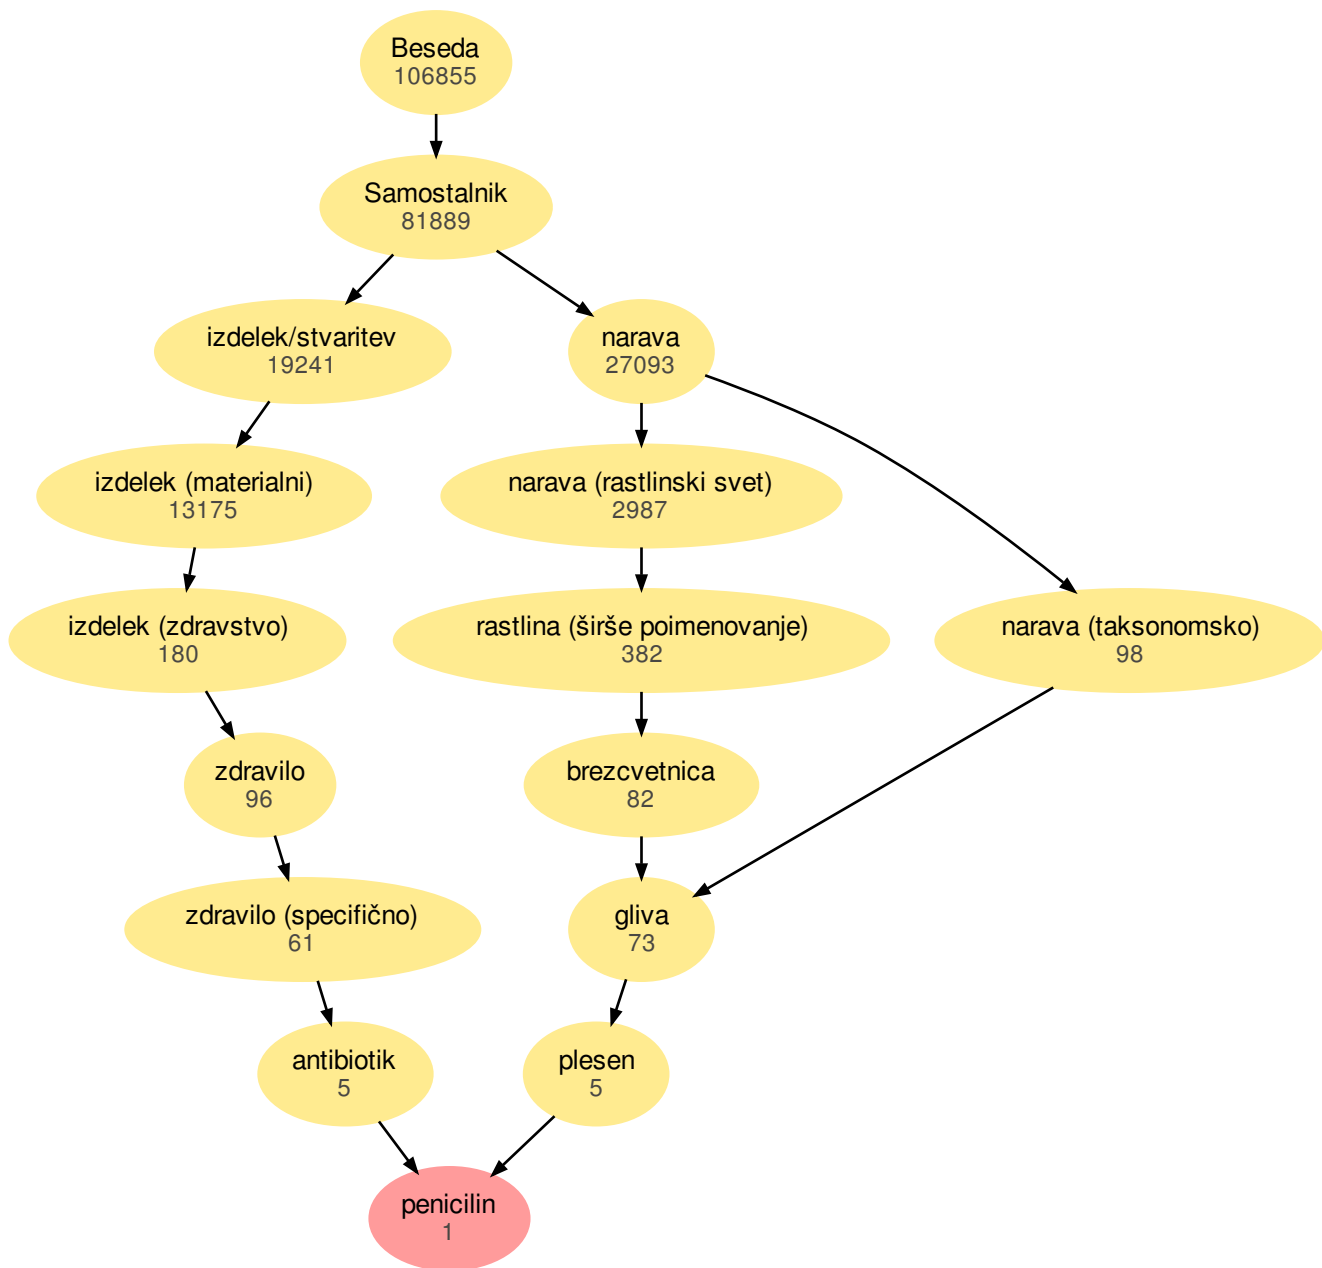 Beseda
106855
Samostalnik
81889
izdelek/stvaritev
19241
narava
27093
izdelek (materialni)
13175
narava (rastlinski svet)
2987
izdelek (zdravstvo)
180
rastlina (širše poimenovanje)
382
narava (taksonomsko)
98
zdravilo
96
brezcvetnica
82
zdravilo (specifično)
61
gliva
73
antibiotik
5
plesen
5
penicilin
1